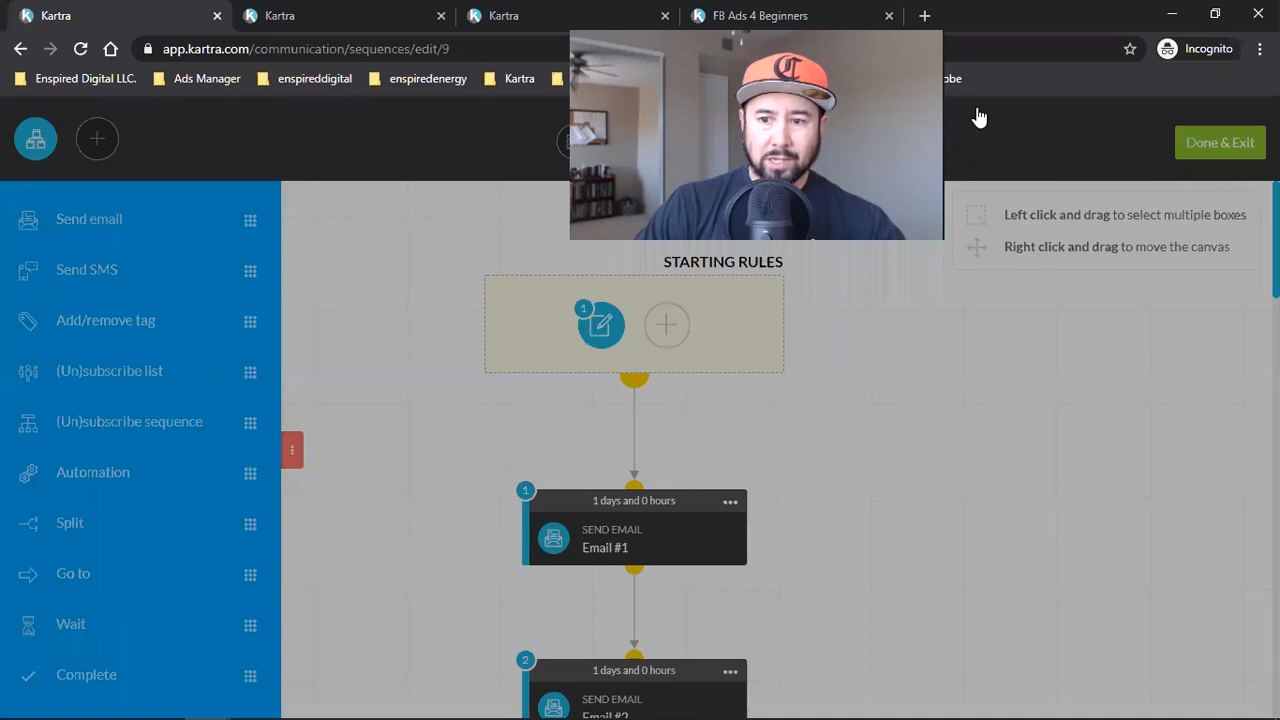 Kartra
Kartra
Kartra
FB Ads 4 Beginners
app.kartra.com/communication/sequences/edit/9
Incognito
Enspired Digital LLC.
Ads Manager
enspireddigital
enspiredenergy
Kartra
obe
Done & Exit
Send email
Send SMS
Add/remove tag
(Un)subscribe list
(Un)subscribe sequence
Automation
Split
Go to
Wait
Complete
Left click and drag to select multiple boxes
Right click and drag to move the canvas
STARTING RULES
1
1
1 days and 0 hours
SEND EMAIL
Email #1
2
1 days and 0 hours
SEND EMAIL
Email #2